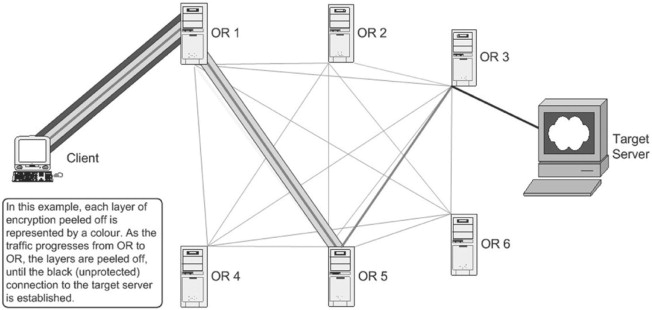 OR 1
OR 2
OR 3
Client
Target
Server
In this example, each layer of
encryption peeled off is
represented by a colour. As the
traffic progresses from OR to
OR, the layers are peeled off,
until the black (unprotected)
connection to the target server
is established.
OR 4
OR 5
OR 6